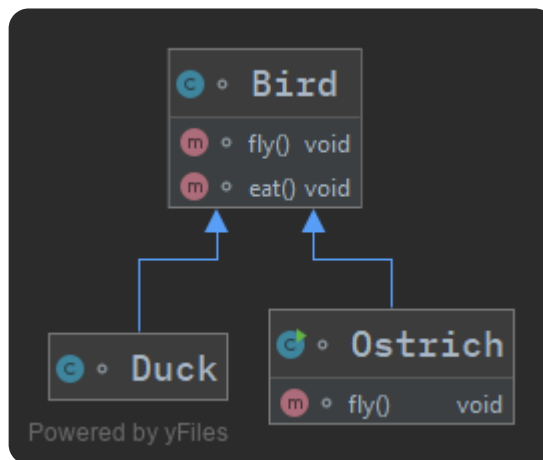 C Bird
m fly() void
m eat() void
C Duck
C Ostrich
m fly() void
Powered by yFiles